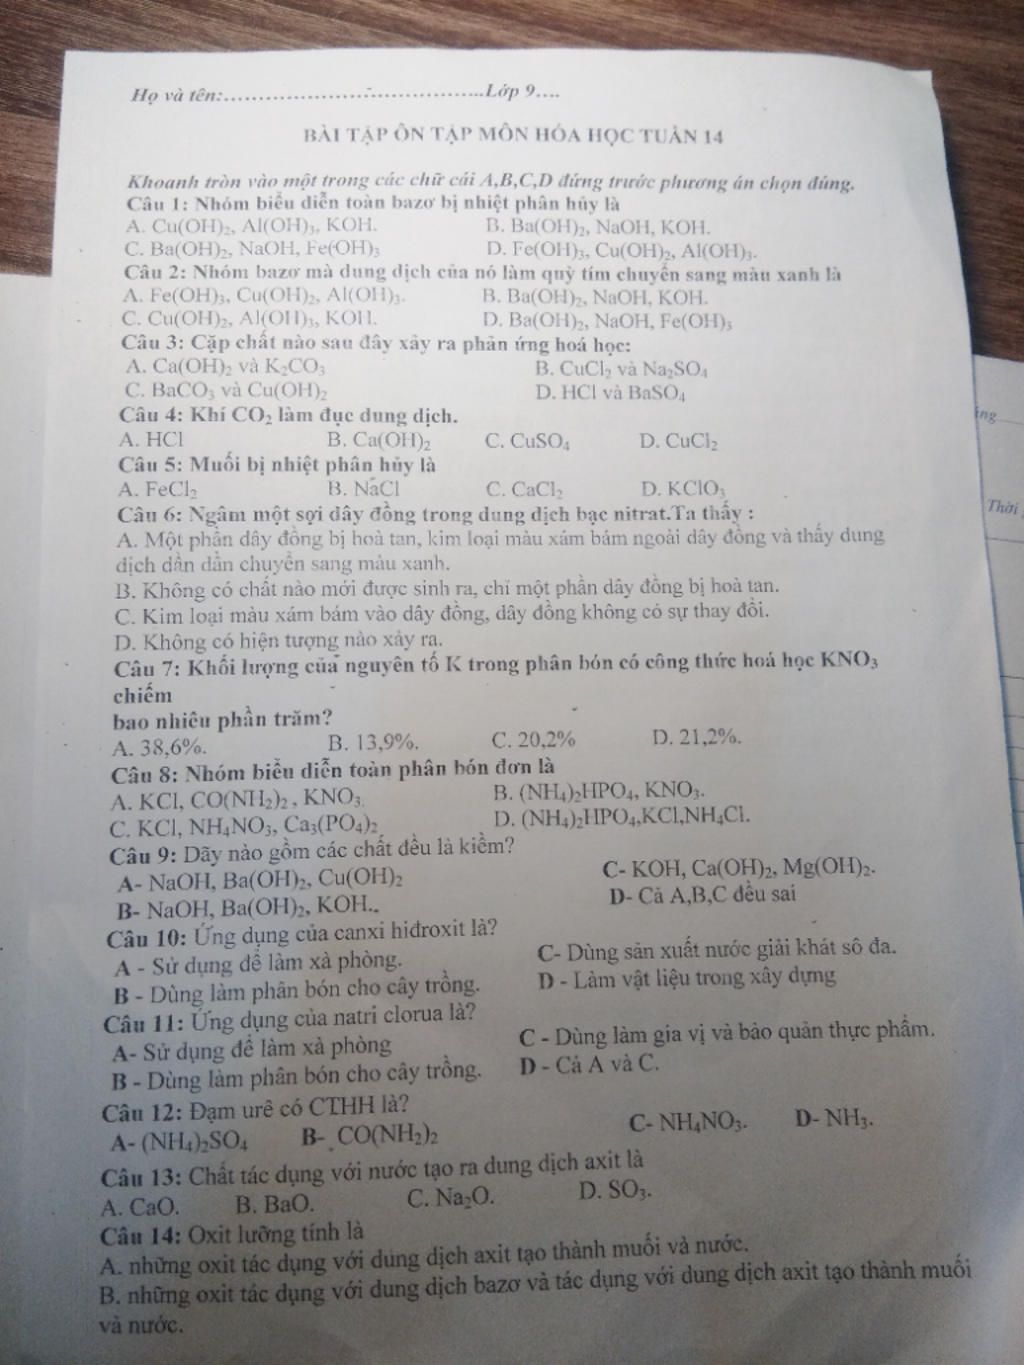 Họ và tên:.......................................Lớp 9....
BÀI TẬP ÔN TẬP MÔN HÓA HỌC TUẦN 14
Khoanh tròn vào một trong các chữ cái A,B,C,D đứng trước phương án chọn đúng.
Câu 1: Nhóm biểu diễn toàn bazơ bị nhiệt phân hủy là
A. Cu(OH)₂, Al(OH)₃, KOH. B. Ba(OH)₂, NaOH, KOH.
C. Ba(OH)₂, NaOH, Fe(OH)₃ D. Fe(OH)₃, Cu(OH)₂, Al(OH)₃.
Câu 2: Nhóm bazơ mà dung dịch của nó làm quỳ tím chuyển sang màu xanh là
A. Fe(OH)₃, Cu(OH)₂, Al(OH)₃. B. Ba(OH)₂, NaOH, KOH.
C. Cu(OH)₂, Al(OH)₃, KOH. D. Ba(OH)₂, NaOH, Fe(OH)₃
Câu 3: Cặp chất nào sau đây xảy ra phản ứng hoá học:
A. Ca(OH)₂ và K₂CO₃ B. CuCl₂ và Na₂SO₄
C. BaCO₃ và Cu(OH)₂ D. HCl và BaSO₄
Câu 4: Khí CO₂ làm đục dung dịch.
A. HCl B. Ca(OH)₂ C. CuSO₄ D. CuCl₂
Câu 5: Muối bị nhiệt phân hủy là
A. FeCl₂ B. NaCl C. CaCl₂ D. KClO₃
Câu 6: Ngâm một sợi dây đồng trong dung dịch bạc nitrat.Ta thấy :
A. Một phần dây đồng bị hoà tan, kim loại màu xám bám ngoài dây đồng và thấy dung
dịch dần dần chuyển sang màu xanh.
B. Không có chất nào mới được sinh ra, chỉ một phần dây đồng bị hoà tan.
C. Kim loại màu xám bám vào dây đồng, dây đồng không có sự thay đổi.
D. Không có hiện tượng nào xảy ra.
Câu 7: Khối lượng của nguyên tố K trong phân bón có công thức hoá học KNO₃
chiếm
bao nhiêu phần trăm?
A. 38,6%. B. 13,9%. C. 20,2% D. 21,2%.
Câu 8: Nhóm biểu diễn toàn phân bón đơn là
A. KCl, CO(NH₂)₂ , KNO₃. B. (NH₄)₂HPO₄, KNO₃.
C. KCl, NH₄NO₃, Ca₃(PO₄)₂ D. (NH₄)₂HPO₄,KCl,NH₄Cl.
Câu 9: Dãy nào gồm các chất đều là kiềm?
A- NaOH, Ba(OH)₂, Cu(OH)₂ C- KOH, Ca(OH)₂, Mg(OH)₂.
B- NaOH, Ba(OH)₂, KOH.. D- Cả A,B,C đều sai
Câu 10: Ứng dụng của canxi hiđroxit là?
A - Sử dụng để làm xà phòng. C- Dùng sản xuất nước giải khát sô đa.
B - Dùng làm phân bón cho cây trồng. D - Làm vật liệu trong xây dựng
Câu 11: Ứng dụng của natri clorua là?
A- Sử dụng để làm xà phòng C - Dùng làm gia vị và bảo quản thực phẩm.
B - Dùng làm phân bón cho cây trồng. D - Cả A và C.
Câu 12: Đạm urê có CTHH là?
A- (NH₄)₂SO₄ B- CO(NH₂)₂ C- NH₄NO₃. D- NH₃.
Câu 13: Chất tác dụng với nước tạo ra dung dịch axit là
A. CaO. B. BaO. C. Na₂O. D. SO₃.
Câu 14: Oxit lưỡng tính là
A. những oxit tác dụng với dung dịch axit tạo thành muối và nước.
B. những oxit tác dụng với dung dịch bazơ và tác dụng với dung dịch axit tạo thành muối
và nước.
Thời